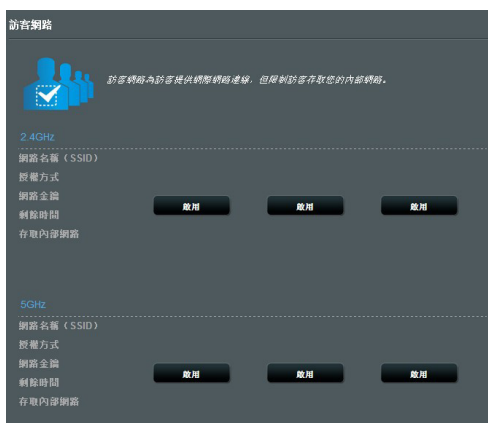 訪客網路
訪客網路為訪客提供網際網路連線，但限制訪客存取您的內部網路。
2.4GHz
網路名稱（SSID）
授權方式
網路金鑰
剩餘時間
存取內部網路
啟用 啟用 啟用
5GHz
網路名稱（SSID）
授權方式
網路金鑰
剩餘時間
存取內部網路
啟用 啟用 啟用